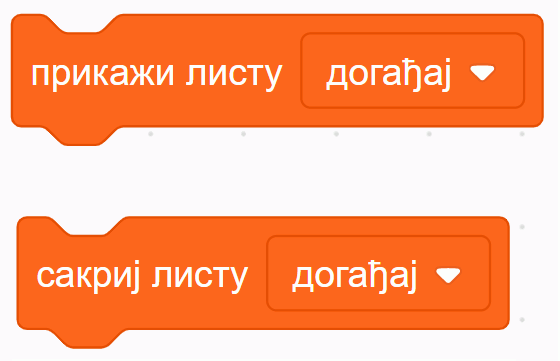 прикажи листу догађај
сакриј листу догађај